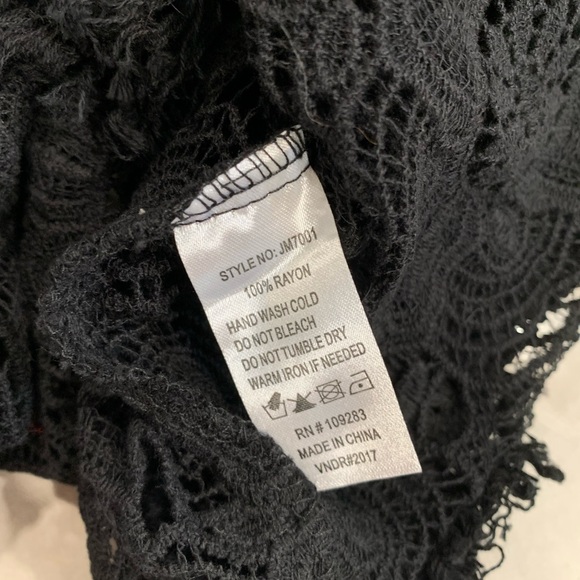 STYLE NO: JM7001
100% RAYON
HAND WASH COLD
DO NOT BLEACH
DO NOT TUMBLE DRY
WARM IRON IF NEEDED
RN # 109283
MADE IN CHINA
VNDR#2017